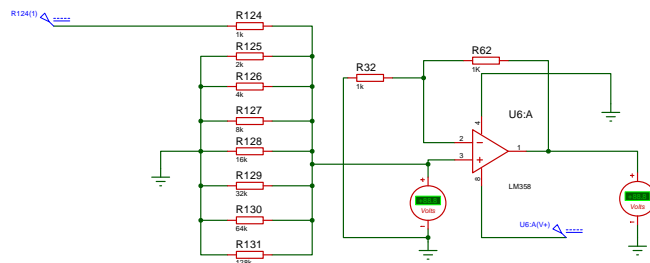 R124(1)
R124
1k
R125
2k
R126
4k
R127
8k
R128
16k
R129
32k
R130
64k
R131
128k
R32
1k
R62
1K
U6:A
4
2
3
1
8
LM358
+
Volts
-
U6:A(V+)
+
Volts
-